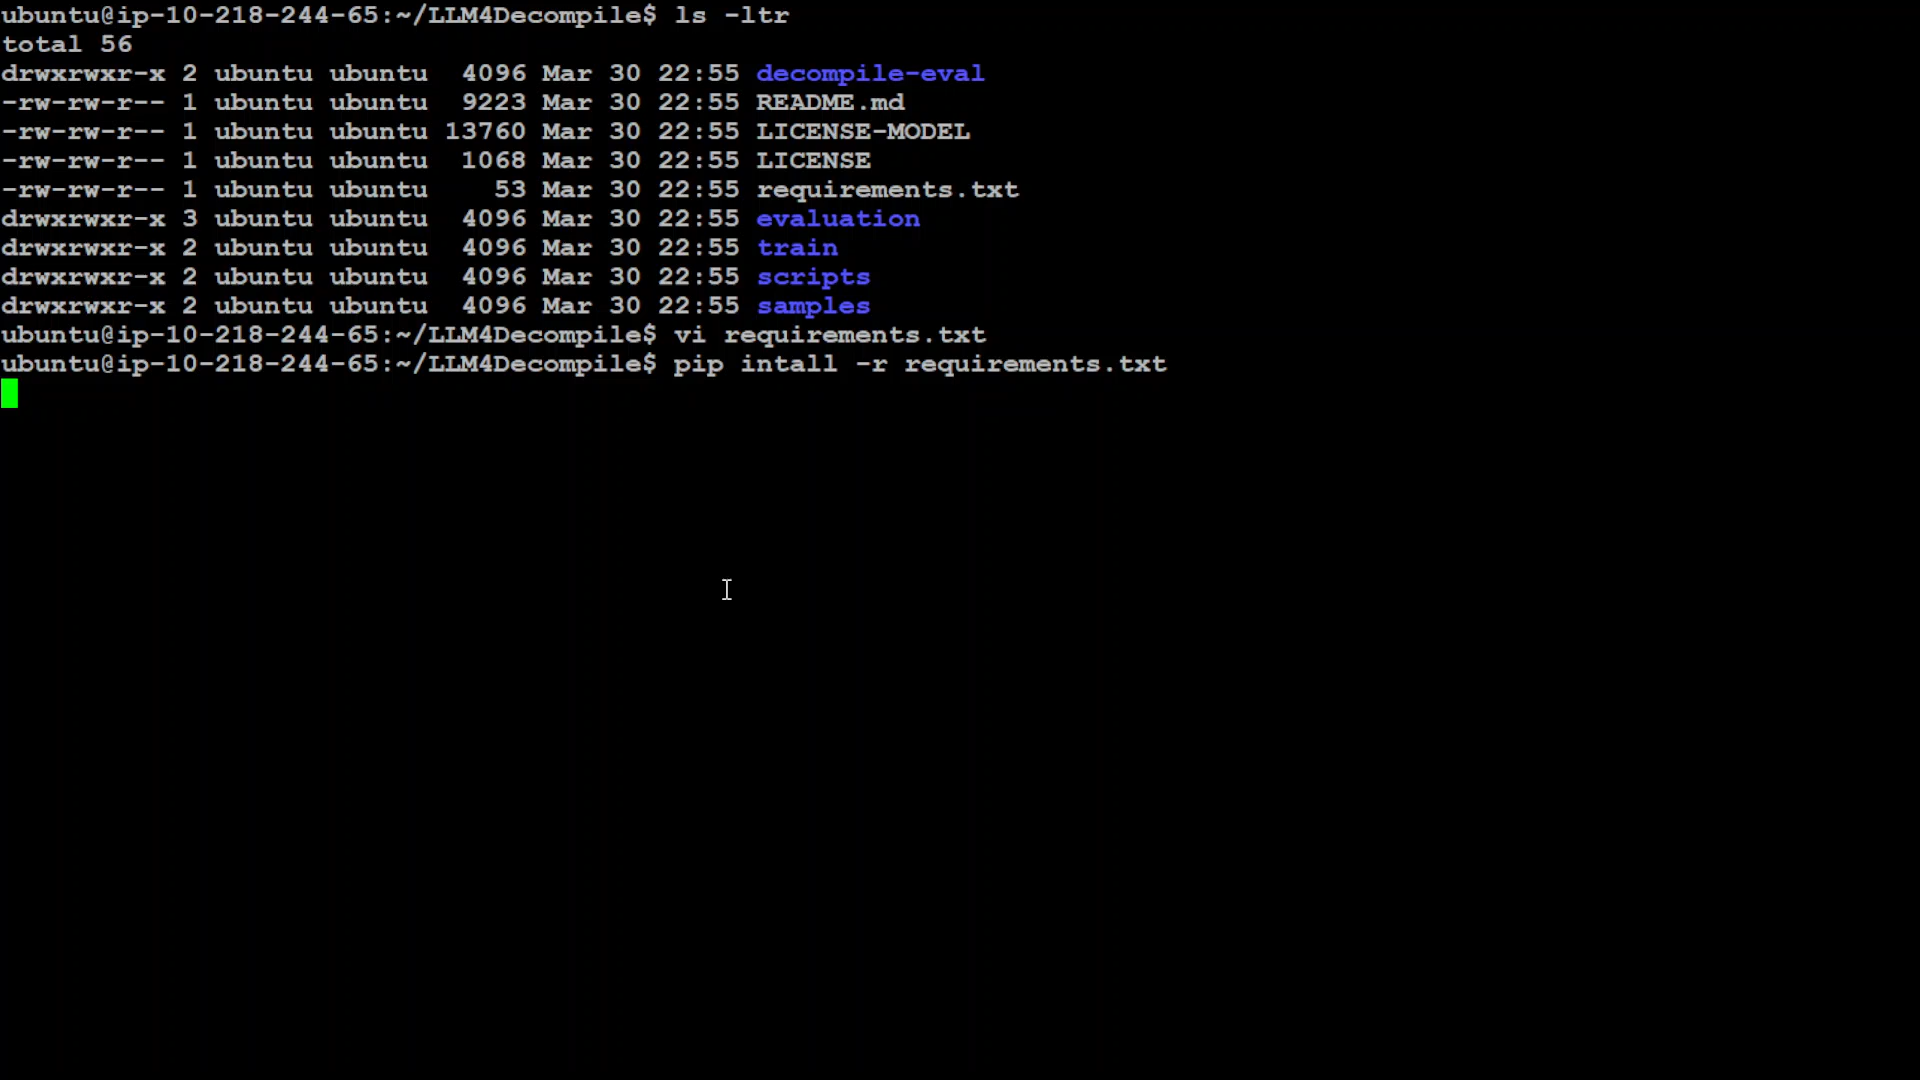 ubuntu@ip-10-218-244-65:~/LLM4Decompile$ ls -ltr
total 56
drwxrwxr-x 2 ubuntu ubuntu  4096 Mar 30 22:55 decompile-eval
-rw-rw-r-- 1 ubuntu ubuntu  9223 Mar 30 22:55 README.md
-rw-rw-r-- 1 ubuntu ubuntu 13760 Mar 30 22:55 LICENSE-MODEL
-rw-rw-r-- 1 ubuntu ubuntu  1068 Mar 30 22:55 LICENSE
-rw-rw-r-- 1 ubuntu ubuntu    53 Mar 30 22:55 requirements.txt
drwxrwxr-x 3 ubuntu ubuntu  4096 Mar 30 22:55 evaluation
drwxrwxr-x 2 ubuntu ubuntu  4096 Mar 30 22:55 train
drwxrwxr-x 2 ubuntu ubuntu  4096 Mar 30 22:55 scripts
drwxrwxr-x 2 ubuntu ubuntu  4096 Mar 30 22:55 samples
ubuntu@ip-10-218-244-65:~/LLM4Decompile$ vi requirements.txt
ubuntu@ip-10-218-244-65:~/LLM4Decompile$ pip intall -r requirements.txt